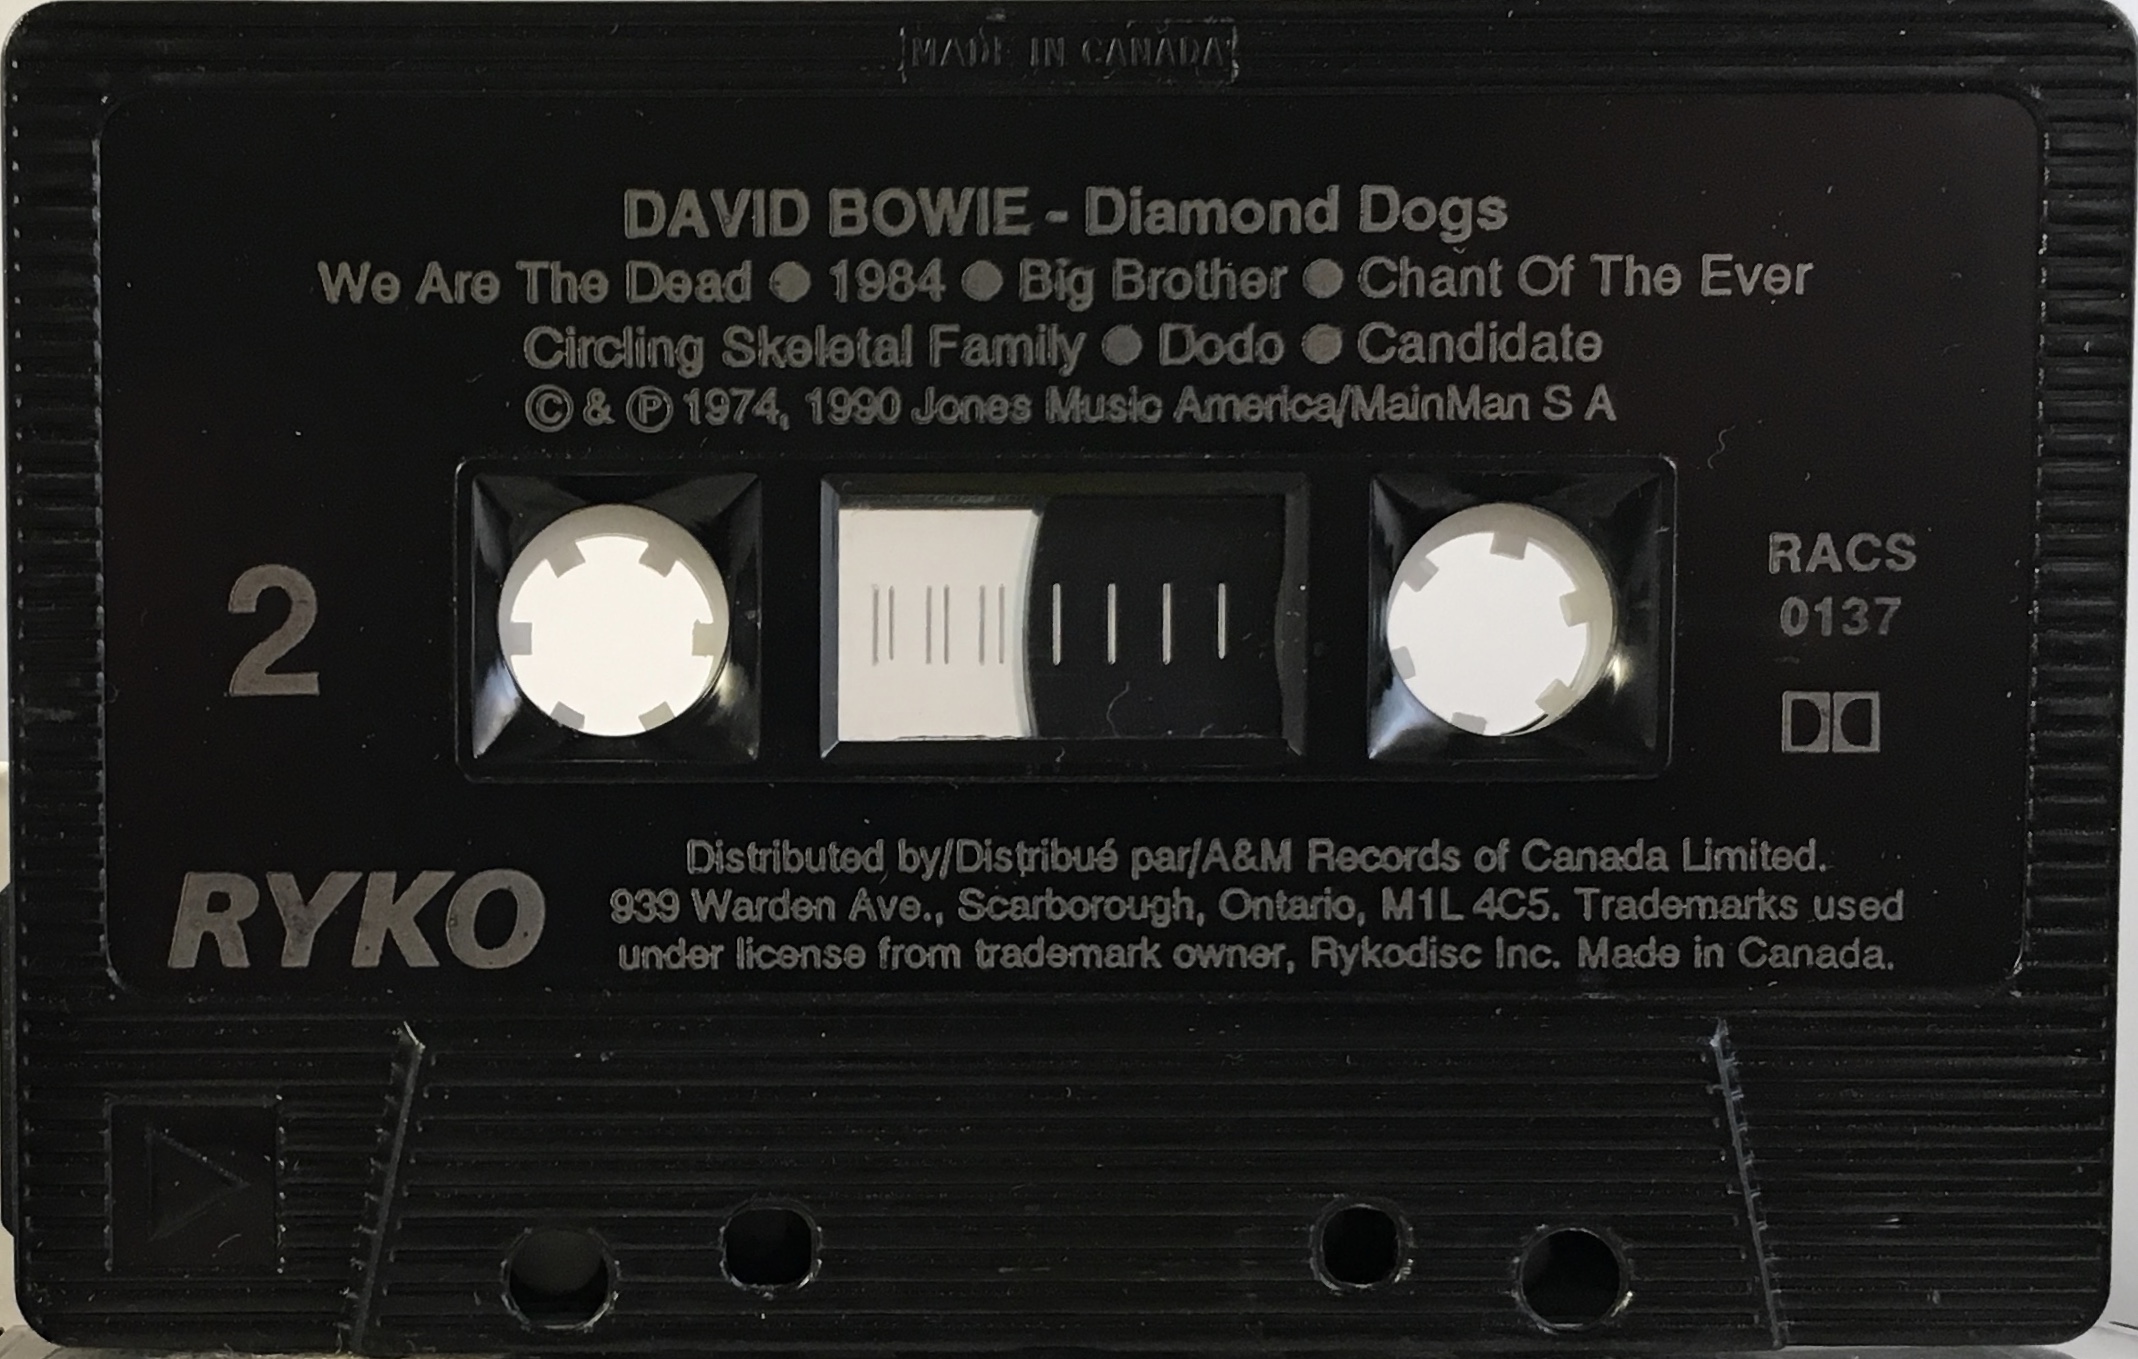 MADE IN CANADA
DAVID BOWIE - Diamond Dogs
We Are The Dead ● 1984 ● Big Brother ● Chant Of The Ever
Circling Skeletal Family ● Dodo ● Candidate
© & ℗ 1974, 1990 Jones Music America/MainMan S A
2
RACS
0137
RYKO
Distributed by/Distribué par/A&M Records of Canada Limited.
939 Warden Ave., Scarborough, Ontario, M1L 4C5. Trademarks used
under license from trademark owner, Rykodisc Inc. Made in Canada.